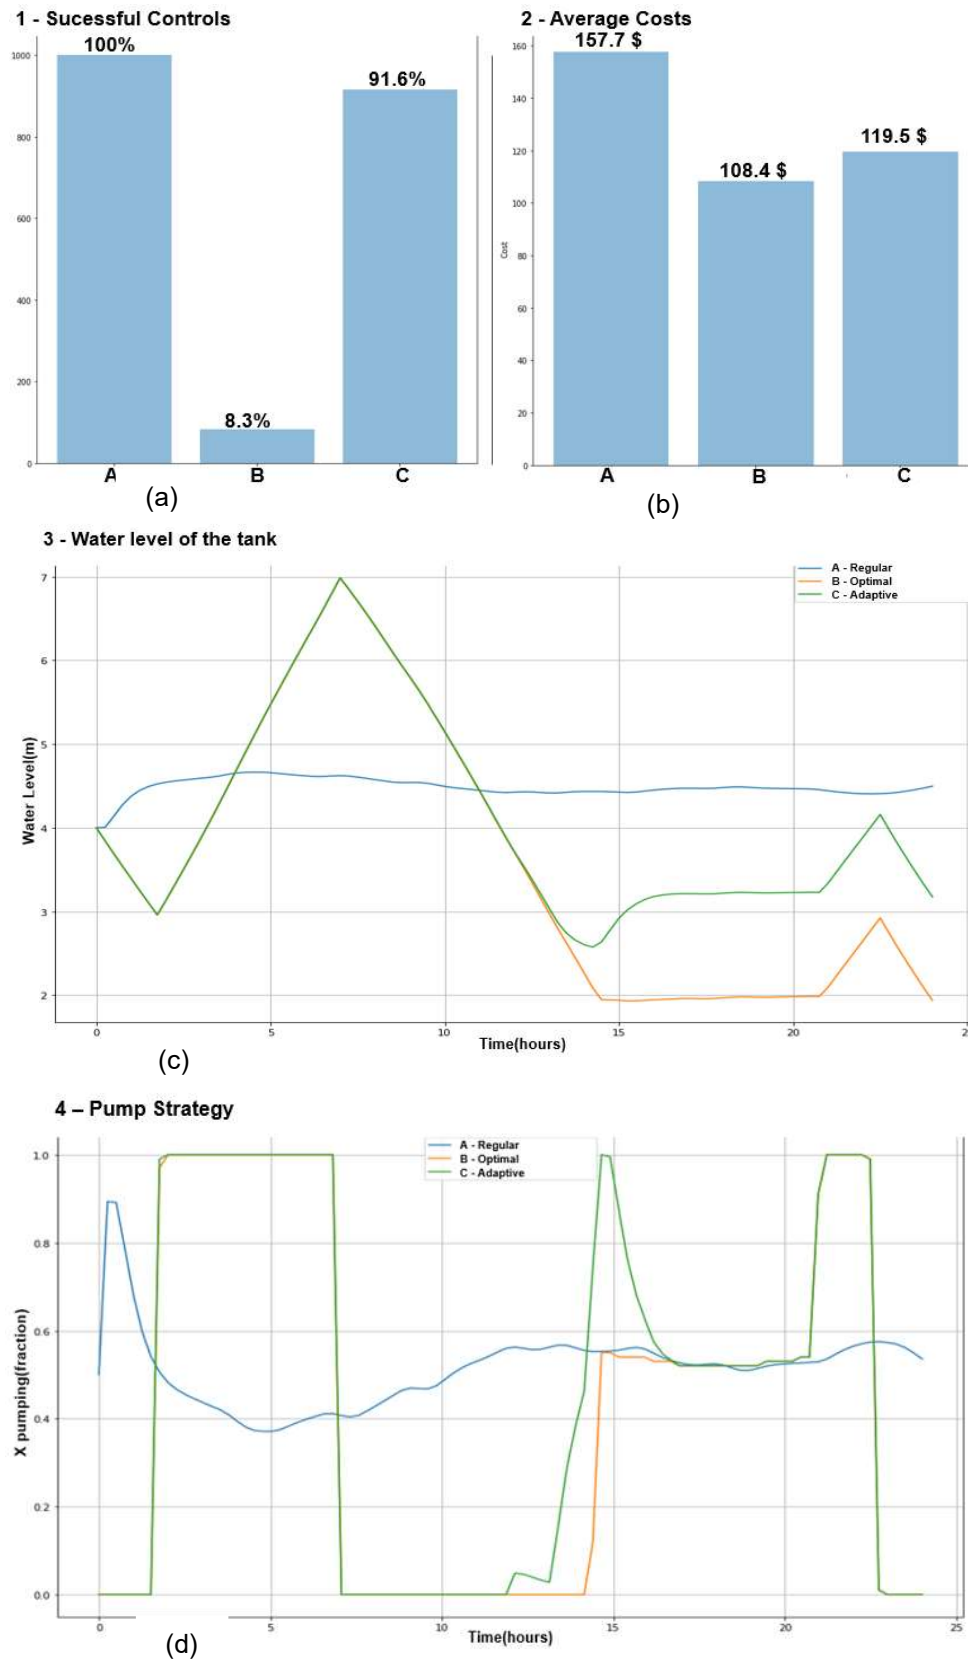 1 - Sucessful Controls
100%
91.6%
8.3%
1000
800
600
400
200
0
A
B
C
(a)
2 - Average Costs
157.7 $
119.5 $
108.4 $
160
140
120
100
80
60
40
20
0
Cost
A
B
C
(b)
3 - Water level of the tank
A - Regular
B - Optimal
C - Adaptive
7
6
5
4
3
2
Water Level(m)
0
5
10
15
20
Time(hours)
(c)
4 – Pump Strategy
A - Regular
B - Optimal
C - Adaptive
1.0
0.8
0.6
0.4
0.2
0.0
X pumping(fraction)
0
5
10
15
20
25
Time(hours)
(d)